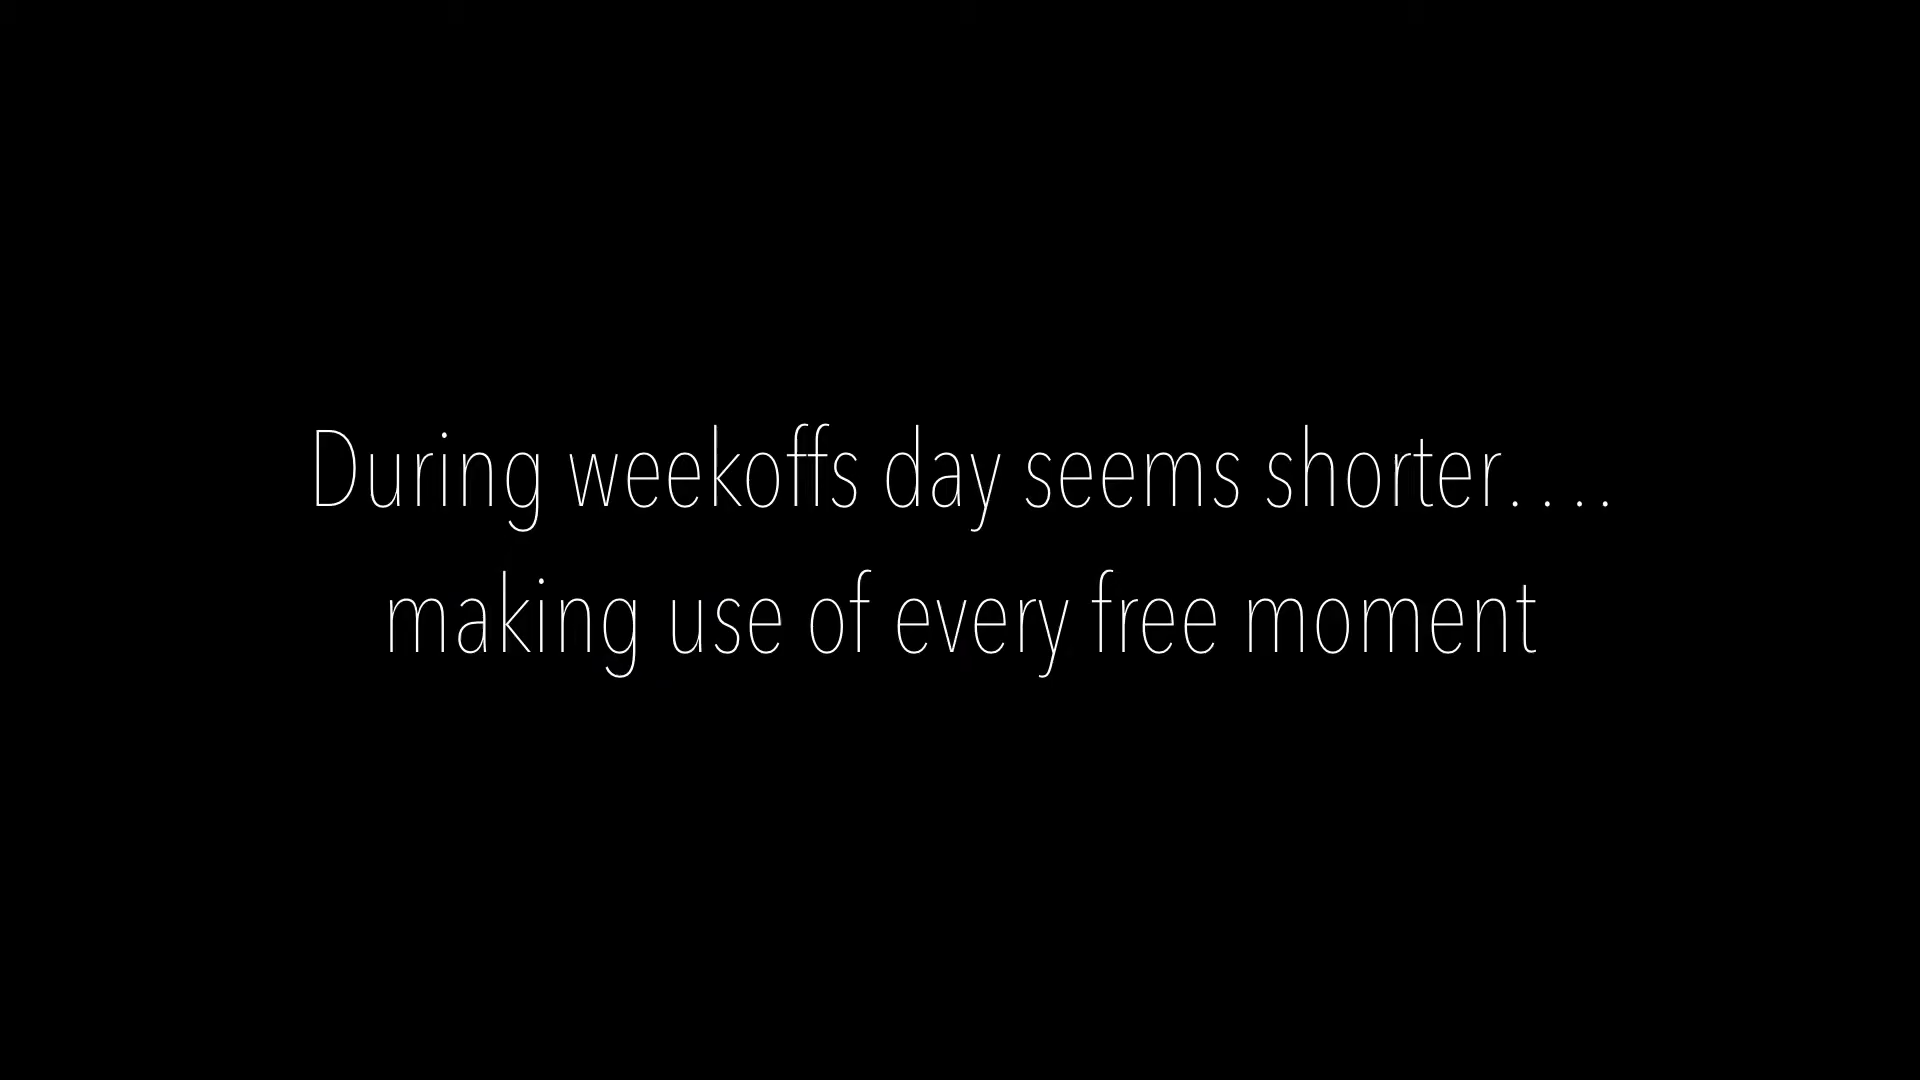 During weekoffs day seems shorter....
making use of every free moment